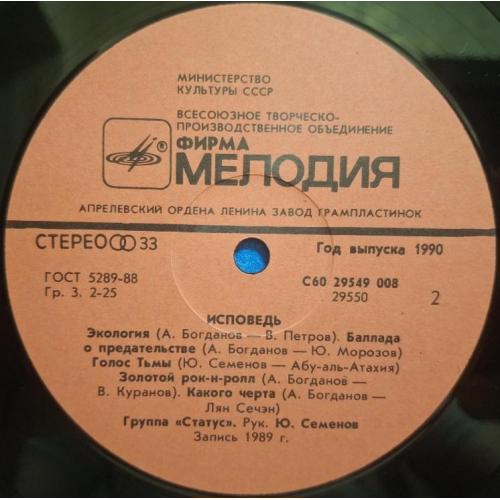 МИНИСТЕРСТВО
КУЛЬТУРЫ СССР
ВСЕСОЮЗНОЕ ТВОРЧЕСКО-
ПРОИЗВОДСТВЕННОЕ ОБЪЕДИНЕНИЕ
ФИРМА
МЕЛОДИЯ
АПРЕЛЕВСКИЙ ОРДЕНА ЛЕНИНА ЗАВОД ГРАМПЛАСТИНОК
СТЕРЕО 33
Год выпуска 1990
ГОСТ 5289-88
Гр. 3. 2-25
С60 29549 008
29550
2
ИСПОВЕДЬ
Экология (А. Богданов — В. Петров). Баллада
о предательстве (А. Богданов — Ю. Морозов)
Голос Тьмы (Ю. Семенов — Абу-аль-Атахия)
Золотой рок-н-ролл (А. Богданов —
В. Куранов). Какого черта (А. Богданов —
Лян Сечэн)
Группа «Статус». Рук. Ю. Семенов
Запись 1989 г.